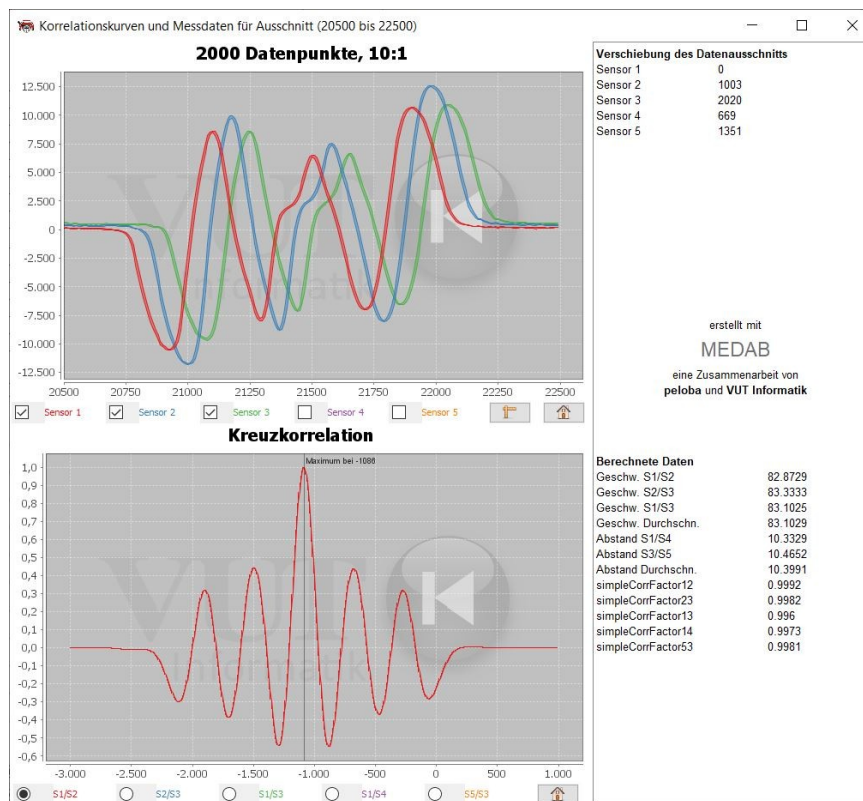 Korrelationskurven und Messdaten für Ausschnitt (20500 bis 22500)
2000 Datenpunkte, 10:1
12.500
10.000
7.500
5.000
2.500
0
-2.500
-5.000
-7.500
-10.000
-12.500
20500 20750 21000 21250 21500 21750 22000 22250 22500
VUT
Informatik
Sensor 1 Sensor 2 Sensor 3 Sensor 4 Sensor 5
Kreuzkorrelation
Maximum bei -1086
1,0
0,9
0,8
0,7
0,6
0,5
0,4
0,3
0,2
0,1
0,0
-0,1
-0,2
-0,3
-0,4
-0,5
-0,6
-3.000 -2.500 -2.000 -1.500 -1.000 -500 0 500 1.000
VUT
Informatik
S1/S2 S2/S3 S1/S3 S1/S4 S5/S3
Verschiebung des Datenausschnitts
Sensor 1 0
Sensor 2 1003
Sensor 3 2020
Sensor 4 669
Sensor 5 1351
erstellt mit
MEDAB
eine Zusammenarbeit von
peloba und VUT Informatik
Berechnete Daten
Geschw. S1/S2 82.8729
Geschw. S2/S3 83.3333
Geschw. S1/S3 83.1025
Geschw. Durchschn. 83.1029
Abstand S1/S4 10.3329
Abstand S3/S5 10.4652
Abstand Durchschn. 10.3991
simpleCorrFactor12 0.9992
simpleCorrFactor23 0.9982
simpleCorrFactor13 0.996
simpleCorrFactor14 0.9973
simpleCorrFactor53 0.9981